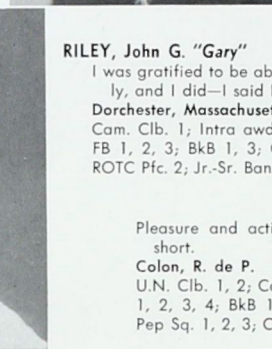 RILEY, John G. "Gary"
I was gratified to be ab
ly, and I did—I said
Dorchester, Massachuset
Cam. Clb. 1; Intra awd
FB 1, 2, 3; BkB 1, 3;
ROTC Pfc. 2; Jr.-Sr. Ban
Pleasure and acti
short.
Colon, R. de P.
U.N. Clb. 1, 2; Co
1, 2, 3, 4; BkB 1
Pep Sq. 1, 2, 3; C